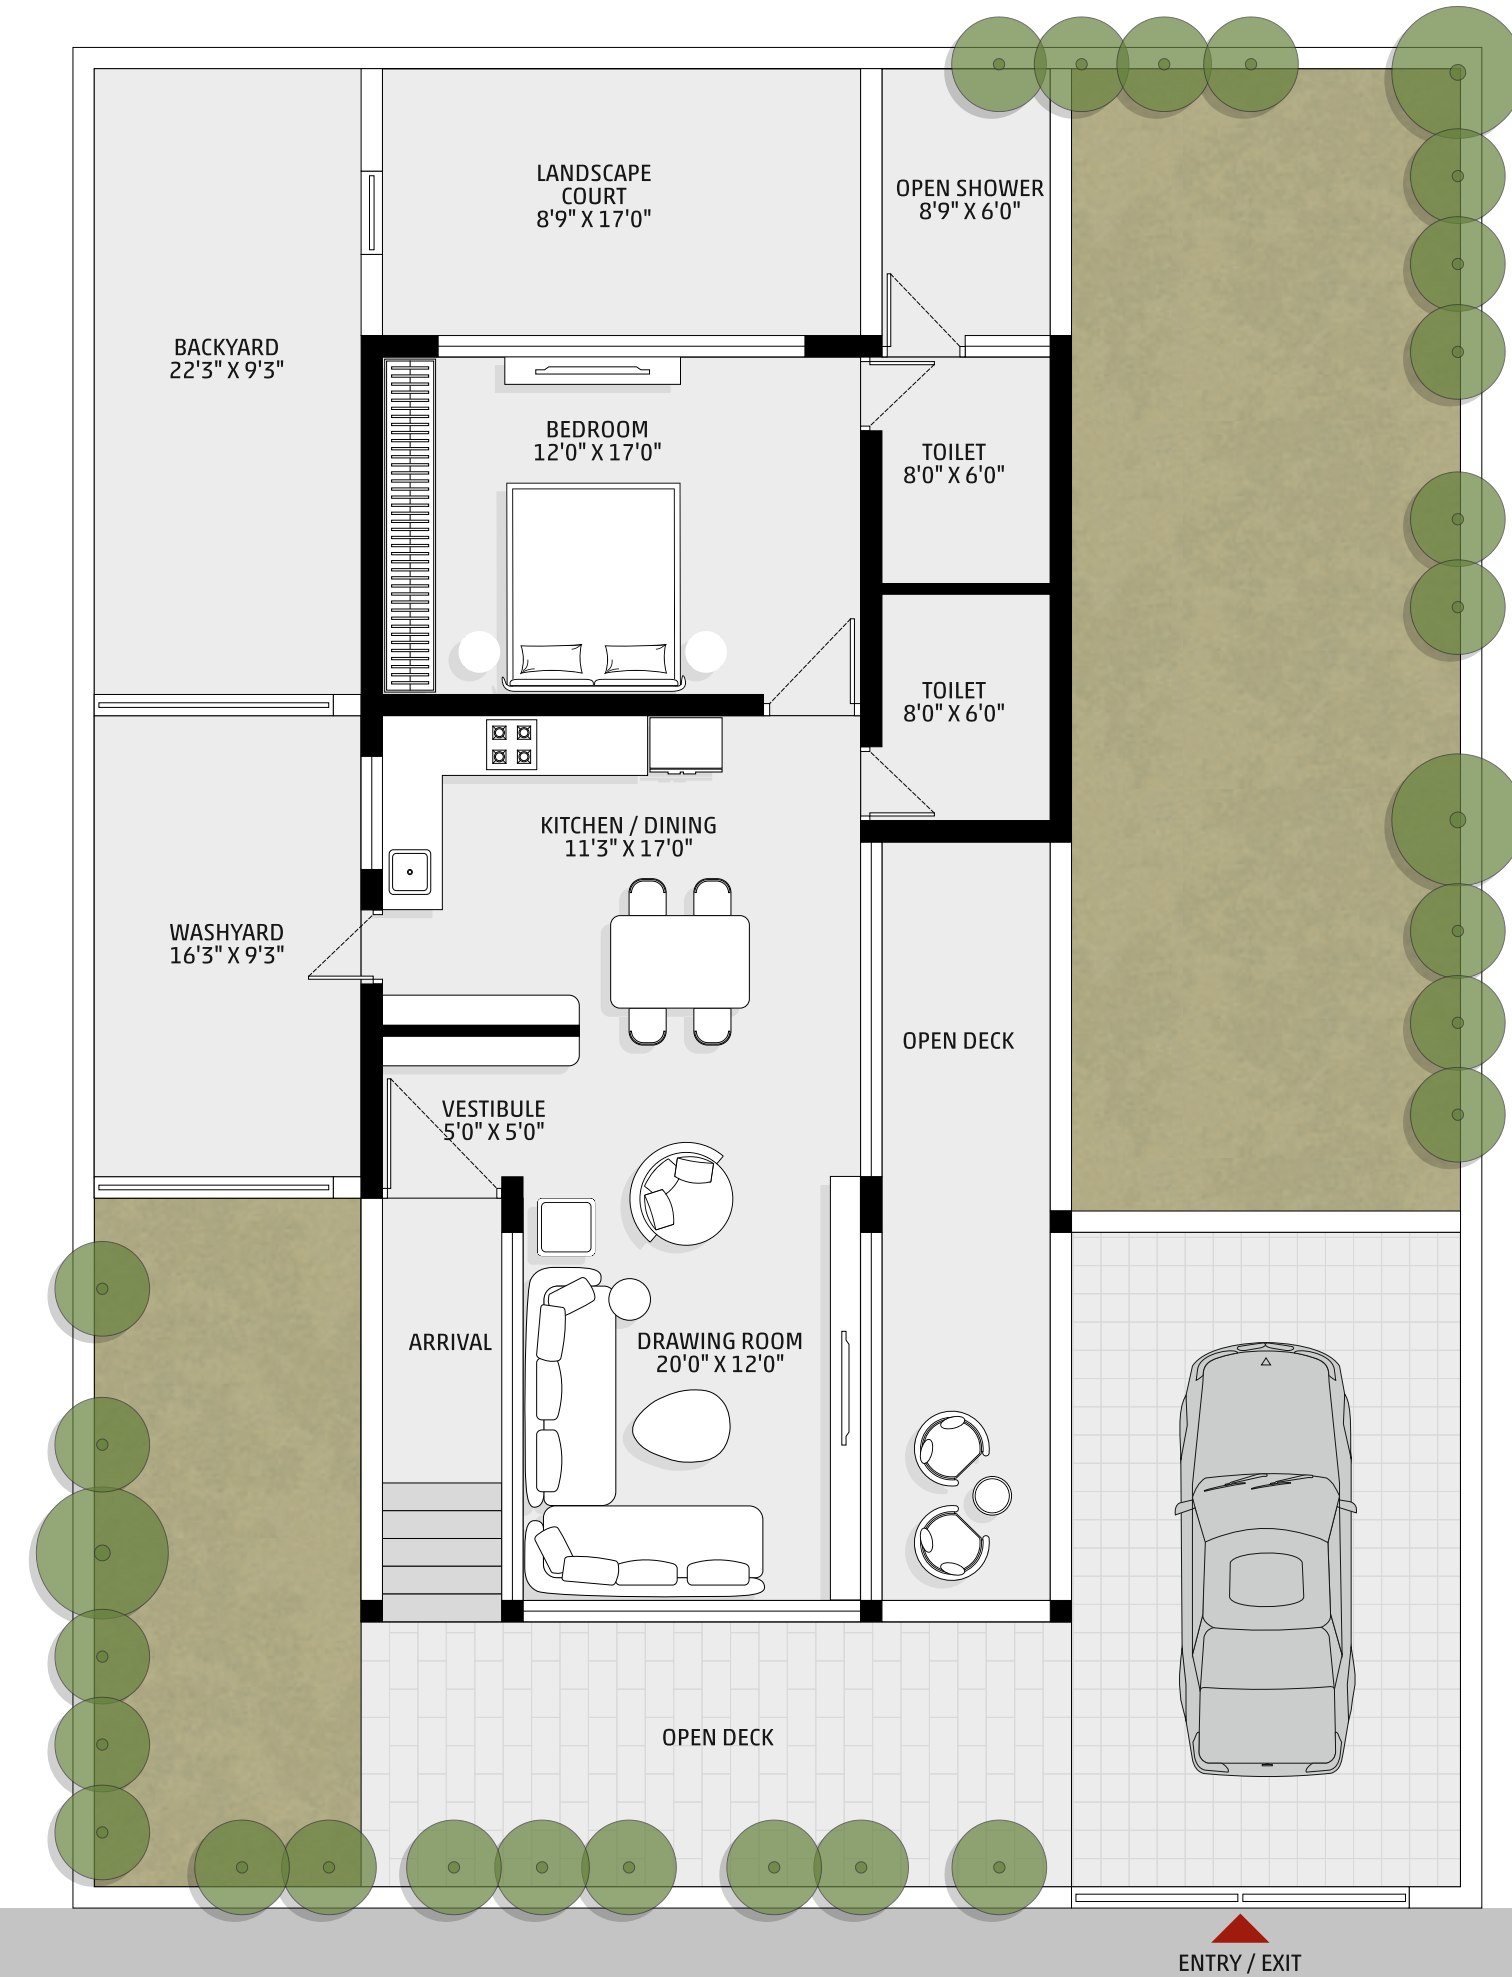 LANDSCAPE
COURT
8'9" X 17'0"
OPEN SHOWER
8'9" X 6'0"
BACKYARD
22'3" X 9'3"
BEDROOM
12'0" X 17'0"
TOILET
8'0" X 6'0"
TOILET
8'0" X 6'0"
KITCHEN / DINING
11'3" X 17'0"
WASHYARD
16'3" X 9'3"
OPEN DECK
VESTIBULE
5'0" X 5'0"
ARRIVAL
DRAWING ROOM
20'0" X 12'0"
OPEN DECK
ENTRY / EXIT